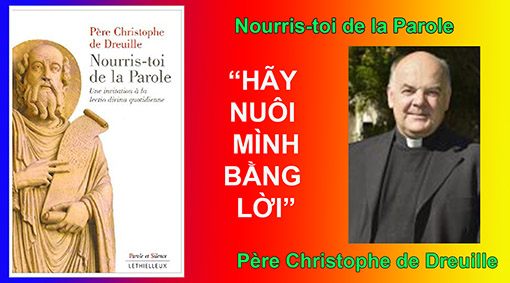 Père Christophe
de Dreuille
Nourris-toi
de la Parole
Une invitation à la
lectio divina quotidienne
Parole et Silence
LETHIELLEUX
“HÃY
NUÔI
MÌNH
BẰNG
LỜI”
Nourris-toi de la Parole
Père Christophe de Dreuille